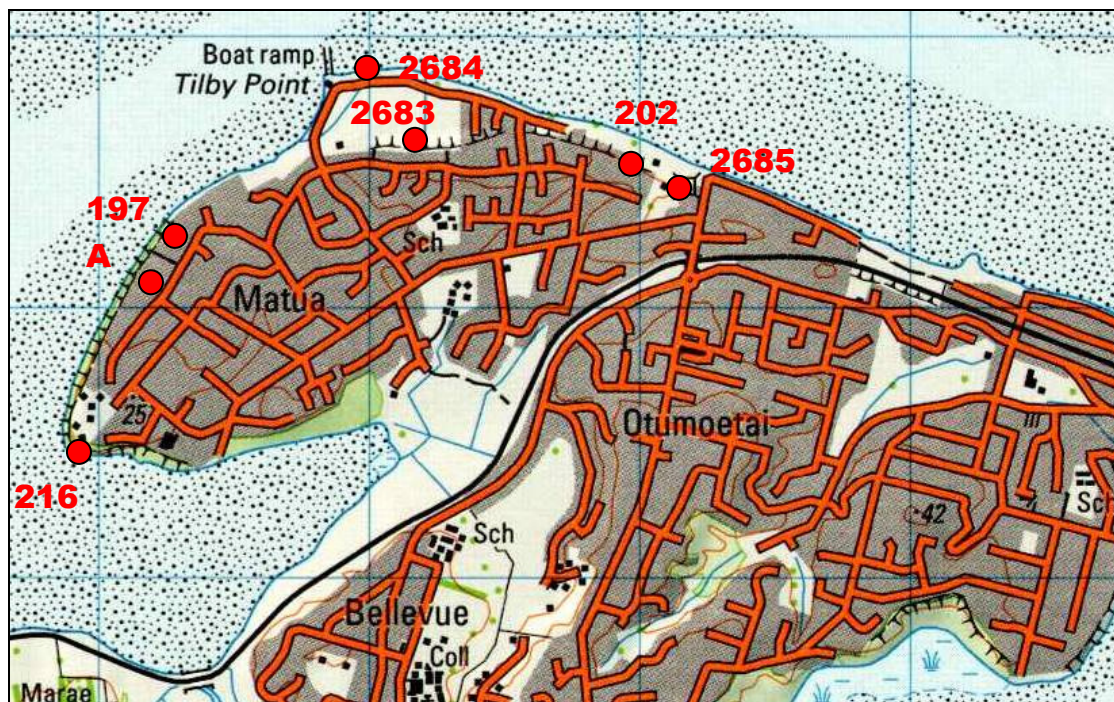 Boat ramp
Tilby Point
2684
2683
202
2685
197
A
Sch
Matua
25
216
Otumoetai
42
Sch
Bellevue
Coll
Marae